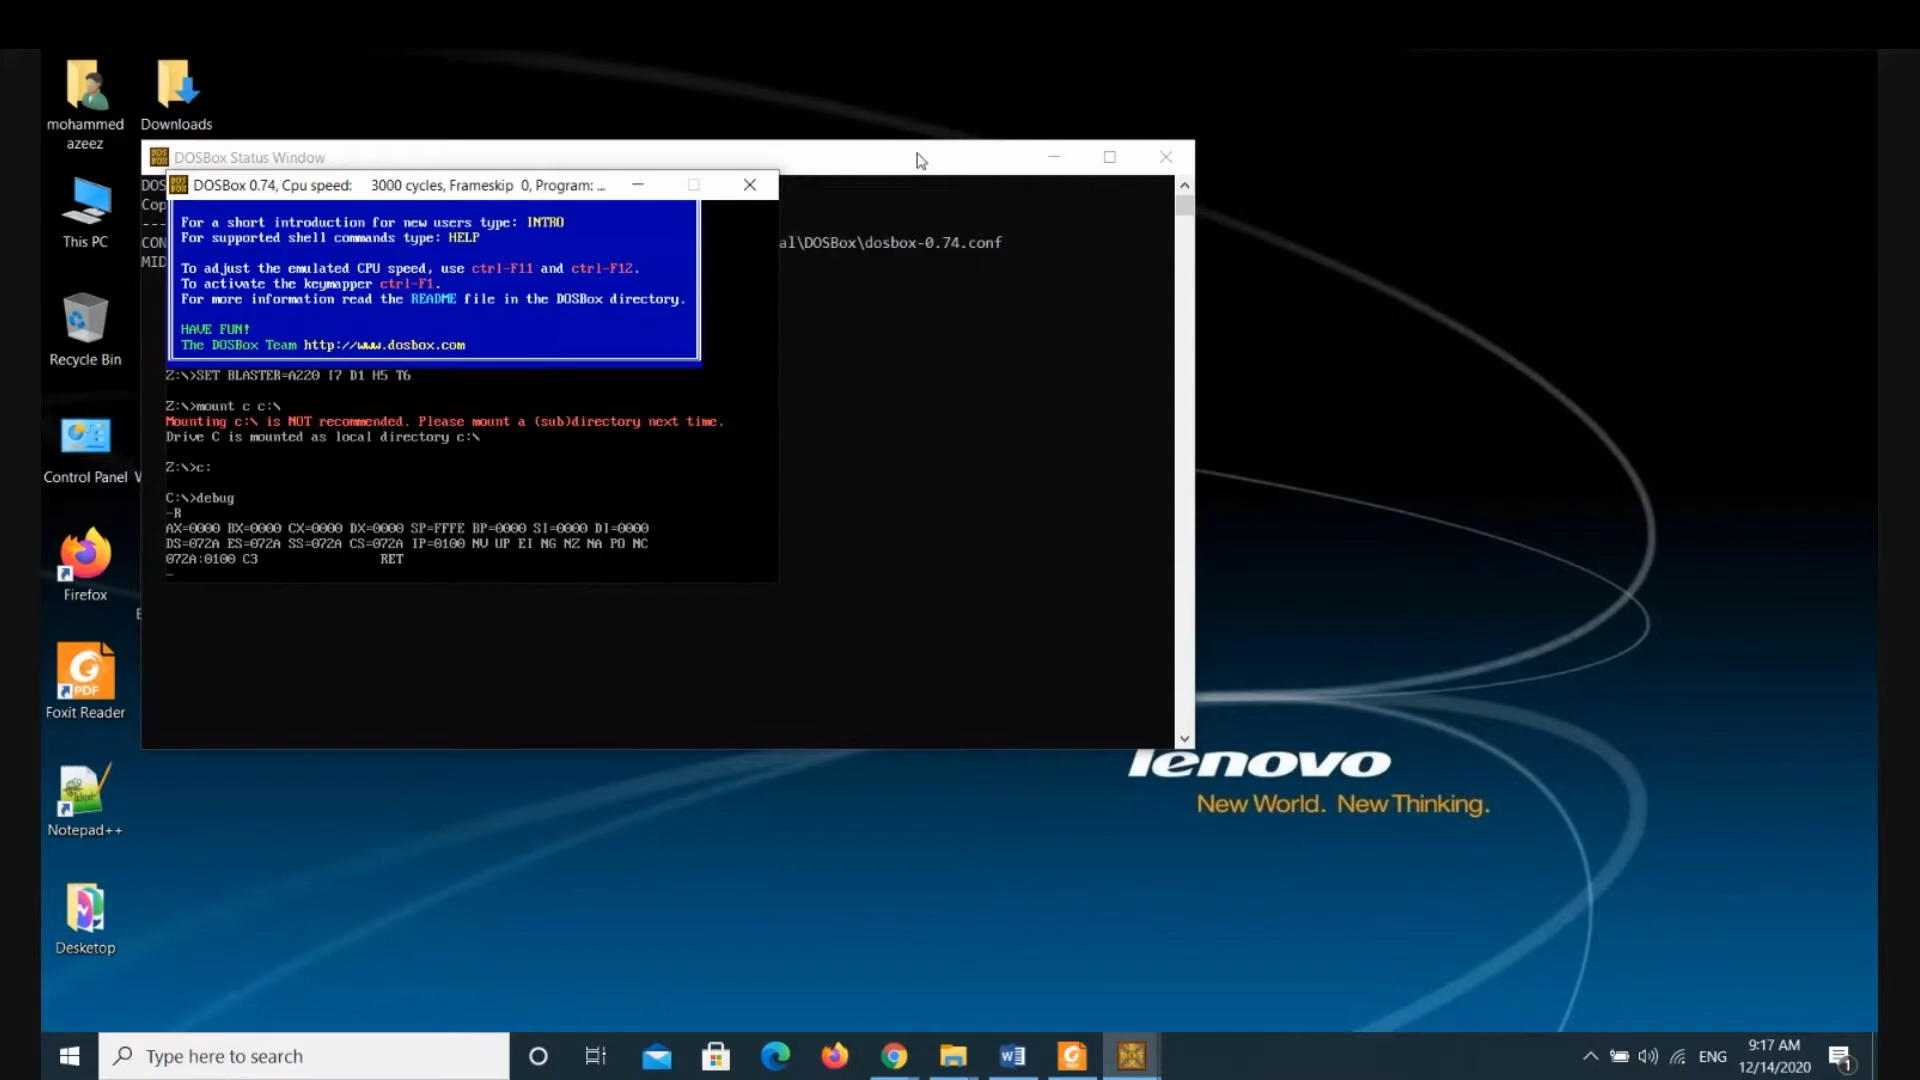 mohammed
azeez
Downloads
This PC
Recycle Bin
Control Panel
Firefox
PDF
Foxit Reader
Notepad++
Desketop
DOSBox Status Window
DOS
Cop
---
CON
al\DOSBox\dosbox-0.74.conf
MID
DOSBox 0.74, Cpu speed: 3000 cycles, Frameskip 0, Program: ...
For a short introduction for new users type: INTRO
For supported shell commands type: HELP
To adjust the emulated CPU speed, use ctrl-F11 and ctrl-F12.
To activate the keymapper ctrl-F1.
For more information read the README file in the DOSBox directory.
HAVE FUN!
The DOSBox Team http://www.dosbox.com
Z:\>SET BLASTER=A220 I7 D1 H5 T6
Z:\>mount c c:\
Mounting c:\ is NOT recommended. Please mount a (sub)directory next time.
Drive C is mounted as local directory c:\
Z:\>c:
C:\>debug
-R
AX=0000 BX=0000 CX=0000 DX=0000 SP=FFFE BP=0000 SI=0000 DI=0000
DS=072A ES=072A SS=072A CS=072A IP=0100 NV UP EI NG NZ NA PO NC
072A:0100 C3 RET
-
lenovo
New World. New Thinking.
Type here to search
ENG
9:17 AM
12/14/2020
1